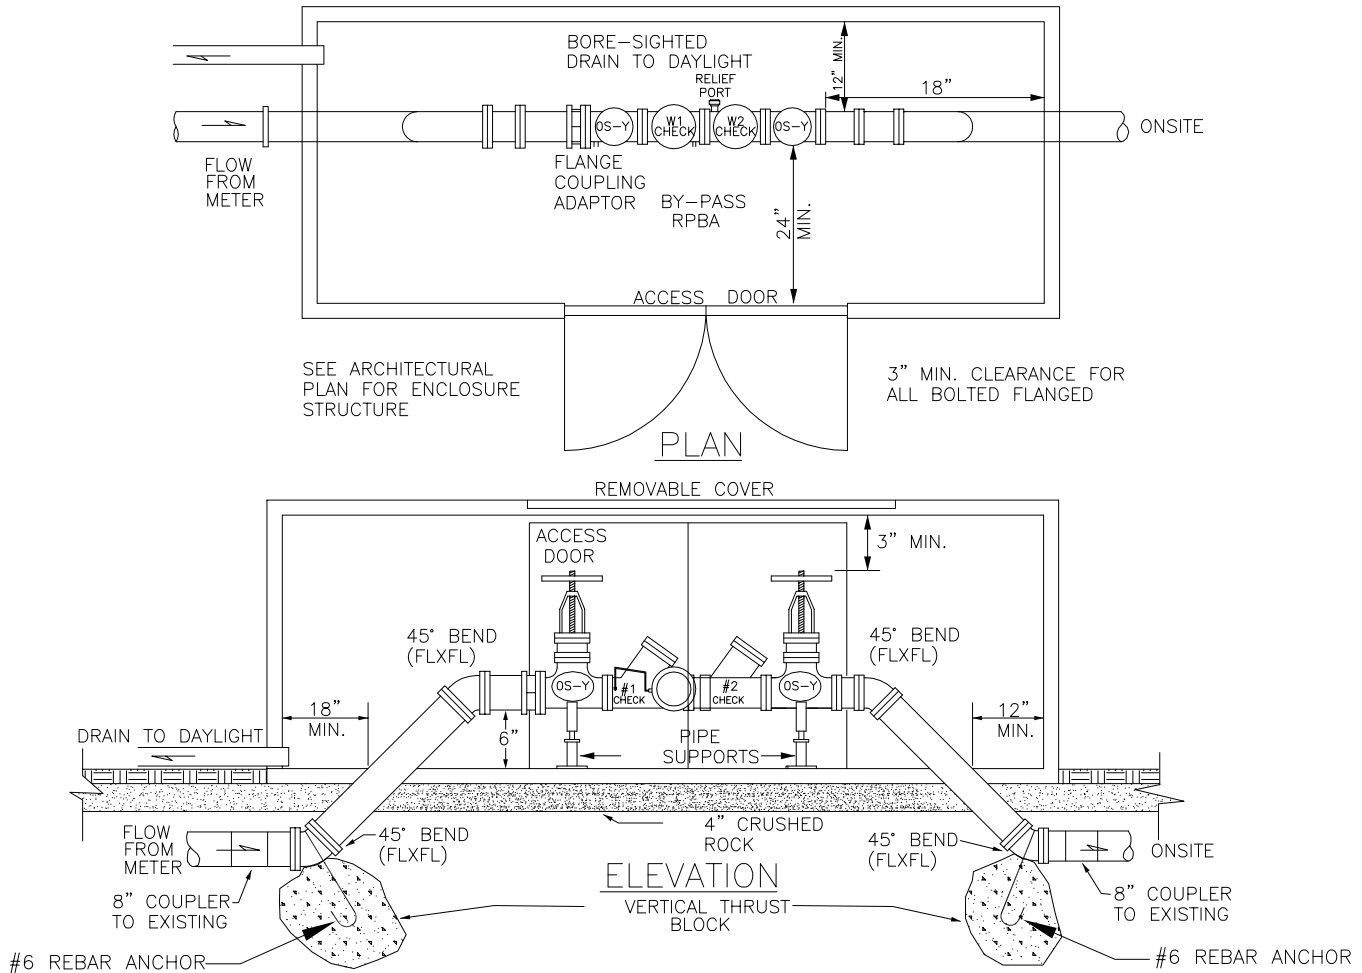 BORE-SIGHTED
DRAIN TO DAYLIGHT
RELIEF
PORT
12" MIN.
18"
OS-Y
W1
CHECK
W2
CHECK
OS-Y
ONSITE
FLOW
FROM
METER
FLANGE
COUPLING
ADAPTOR
BY-PASS
RPBA
24"
MIN.
ACCESS DOOR
SEE ARCHITECTURAL
PLAN FOR ENCLOSURE
STRUCTURE
3" MIN. CLEARANCE FOR
ALL BOLTED FLANGED
PLAN
REMOVABLE COVER
ACCESS
DOOR
3" MIN.
45° BEND
(FLXFL)
45° BEND
(FLXFL)
OS-Y
#1
CHECK
#2
CHECK
OS-Y
18"
MIN.
12"
MIN.
6"
DRAIN TO DAYLIGHT
PIPE
SUPPORTS
FLOW
FROM
METER
45° BEND
(FLXFL)
4" CRUSHED
ROCK
45° BEND
(FLXFL)
ONSITE
ELEVATION
8" COUPLER
TO EXISTING
VERTICAL THRUST
BLOCK
8" COUPLER
TO EXISTING
#6 REBAR ANCHOR
#6 REBAR ANCHOR